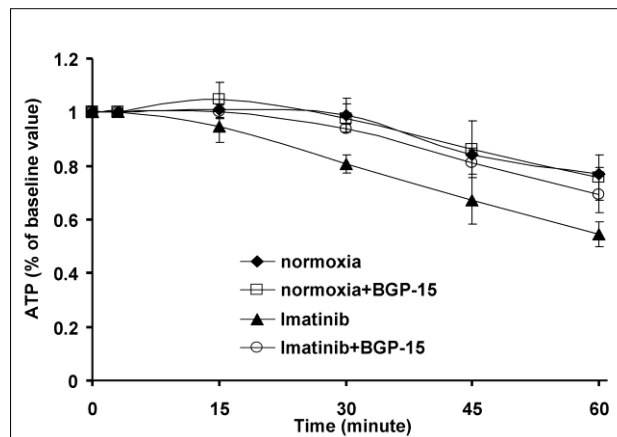 1.2
1
0.8
0.6
0.4
0.2
0
ATP (% of baseline value)
normoxia
normoxia+BGP-15
Imatinib
Imatinib+BGP-15
0 15 30 45 60
Time (minute)